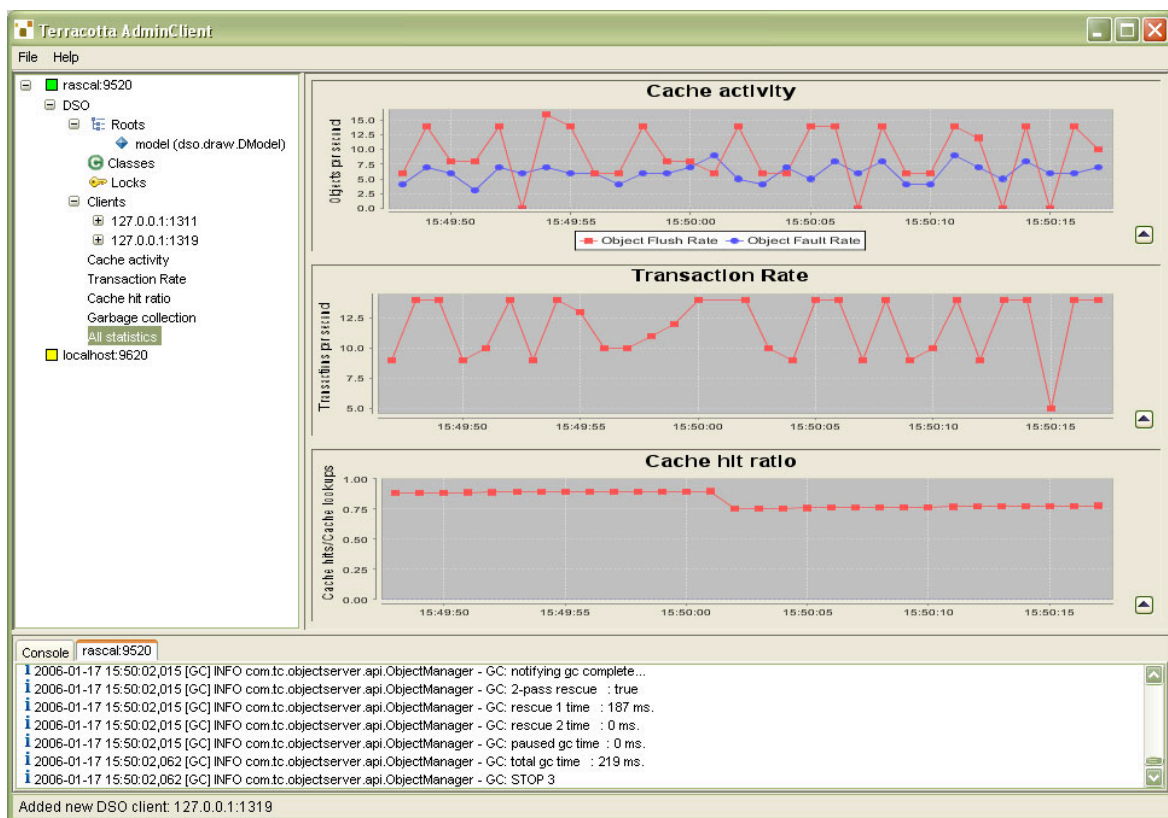 Terracotta AdminClient
File Help
rascal:9520
DSO
Roots
model (dso.draw.DModel)
Classes
Locks
Clients
127.0.0.1:1311
127.0.0.1:1319
Cache activity
Transaction Rate
Cache hit ratio
Garbage collection
All statistics
localhost:9620
Cache activity
Objects per second
15.0
12.5
10.0
7.5
5.0
2.5
0.0
15:49:50 15:49:55 15:50:00 15:50:05 15:50:10 15:50:15
Object Flush Rate Object Fault Rate
Transaction Rate
Transactions per second
12.5
10.0
7.5
5.0
15:49:50 15:49:55 15:50:00 15:50:05 15:50:10 15:50:15
Cache hit ratio
Cache hits/Cache lookups
1.00
0.75
0.50
0.25
0.00
15:49:50 15:49:55 15:50:00 15:50:05 15:50:10 15:50:15
Console rascal:9520
2006-01-17 15:50:02,015 [GC] INFO com.tc.objectserver.api.ObjectManager - GC: notifying gc complete...
2006-01-17 15:50:02,015 [GC] INFO com.tc.objectserver.api.ObjectManager - GC: 2-pass rescue : true
2006-01-17 15:50:02,015 [GC] INFO com.tc.objectserver.api.ObjectManager - GC: rescue 1 time : 187 ms.
2006-01-17 15:50:02,015 [GC] INFO com.tc.objectserver.api.ObjectManager - GC: rescue 2 time : 0 ms.
2006-01-17 15:50:02,015 [GC] INFO com.tc.objectserver.api.ObjectManager - GC: paused gc time : 0 ms.
2006-01-17 15:50:02,062 [GC] INFO com.tc.objectserver.api.ObjectManager - GC: total gc time : 219 ms.
2006-01-17 15:50:02,062 [GC] INFO com.tc.objectserver.api.ObjectManager - GC: STOP 3
Added new DSO client: 127.0.0.1:1319